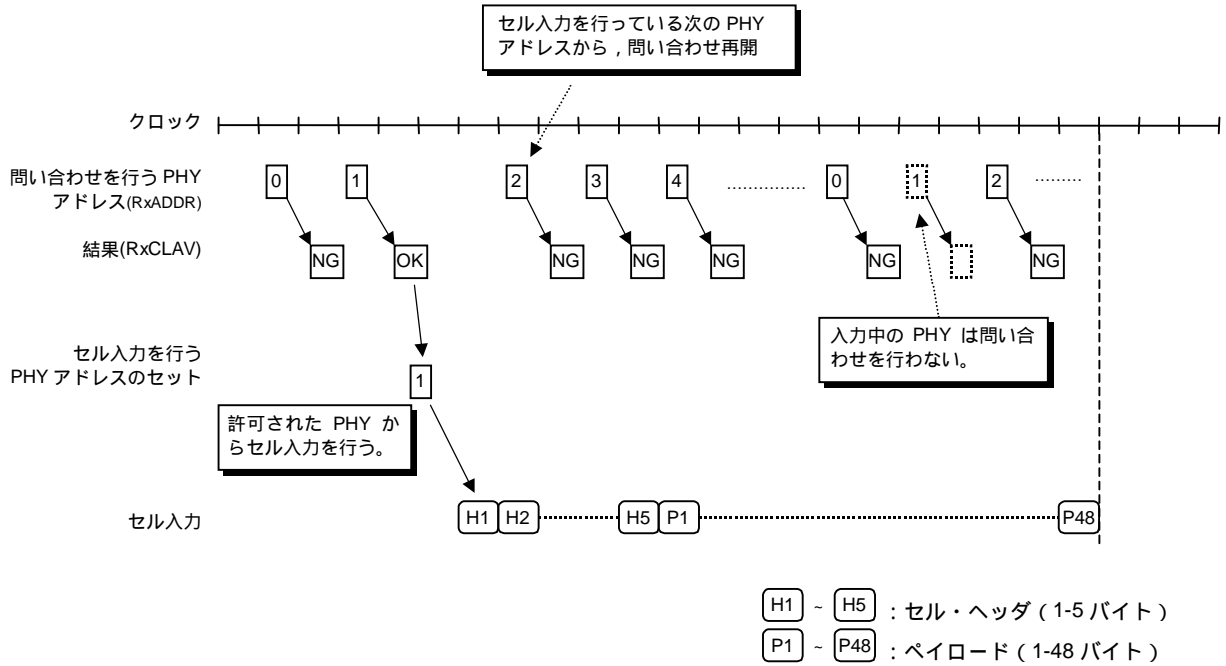 セル入力を行っている次の PHY
アドレスから，問い合わせ再開
クロック
問い合わせを行う PHY
アドレス(RxADDR)
0 1 2 3 4 ............... 0 1 2 .........
結果(RxCLAV)
NG OK NG NG NG NG NG
入力中の PHY は問い合
わせを行わない。
セル入力を行う
PHY アドレスのセット
1
許可された PHY か
らセル入力を行う。
セル入力
H1 H2 H5 P1 P48
H1 ~ H5 ：セル・ヘッダ（1-5 バイト）
P1 ~ P48 ：ペイロード（1-48 バイト）